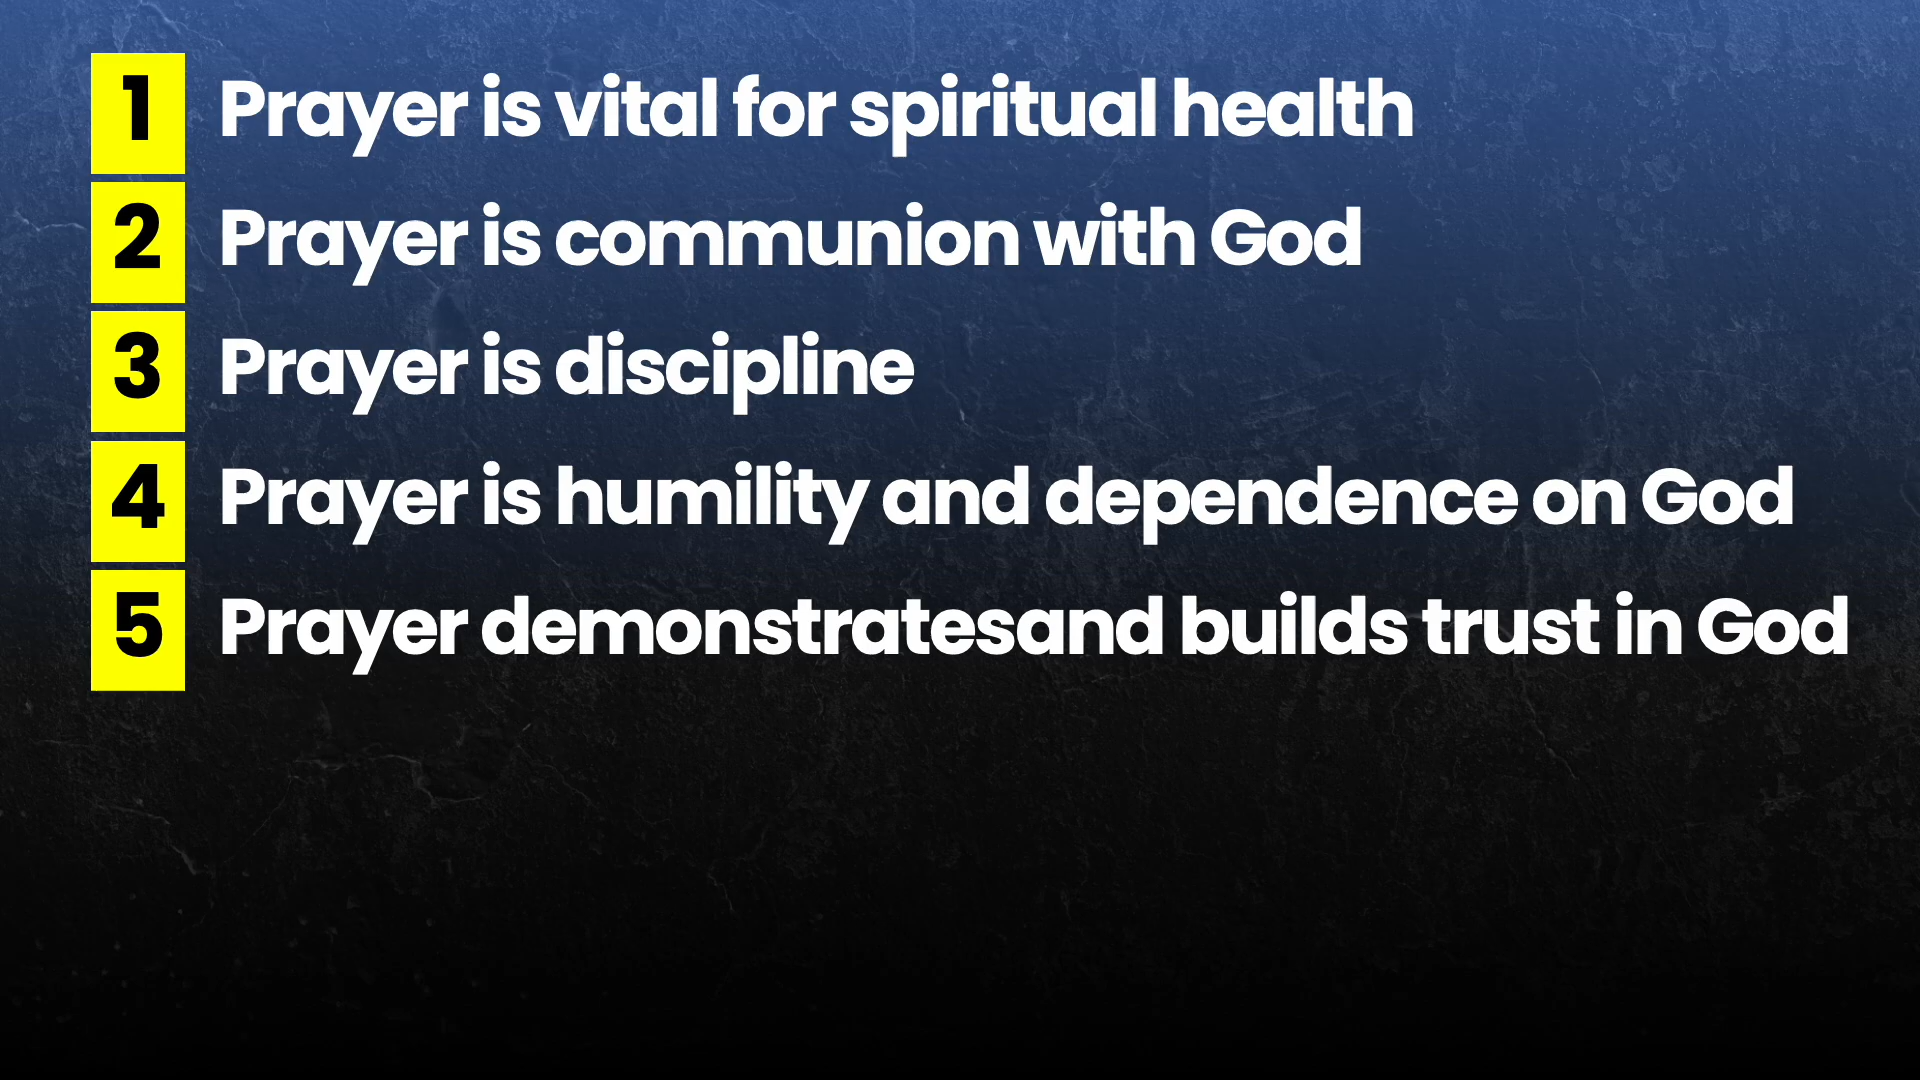 1 Prayer is vital for spiritual health
2 Prayer is communion with God
3 Prayer is discipline
4 Prayer is humility and dependence on God
5 Prayer demonstratesand builds trust in God